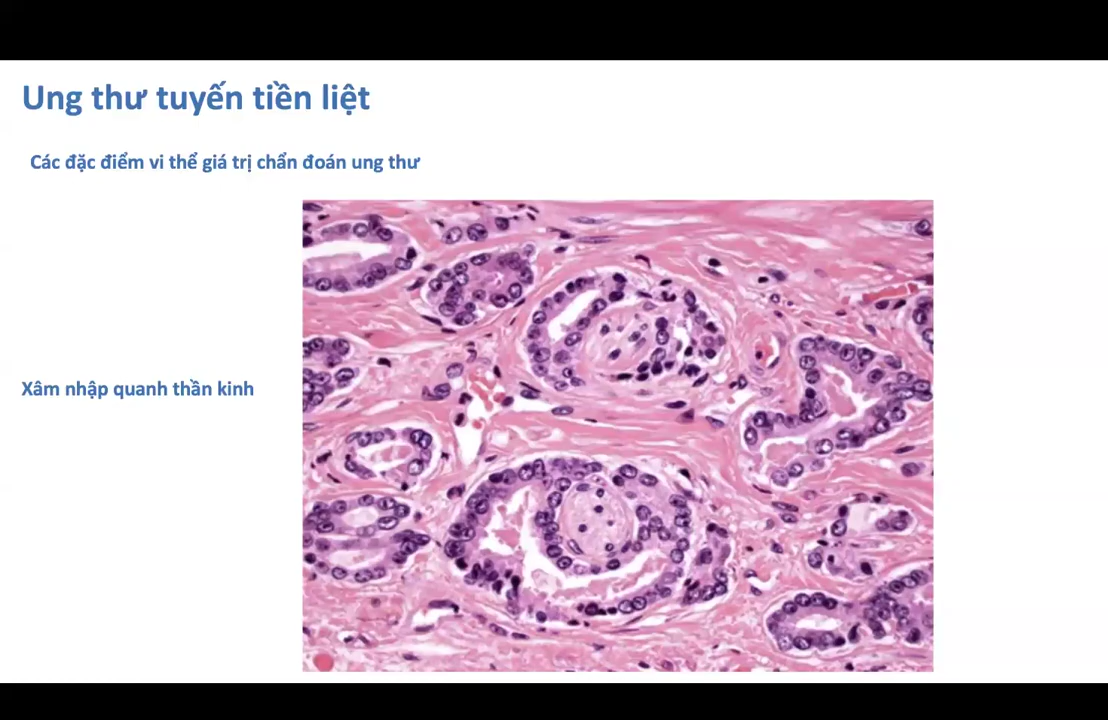 Ung thư tuyến tiền liệt
Các đặc điểm vi thể giá trị chẩn đoán ung thư
Xâm nhập quanh thần kinh